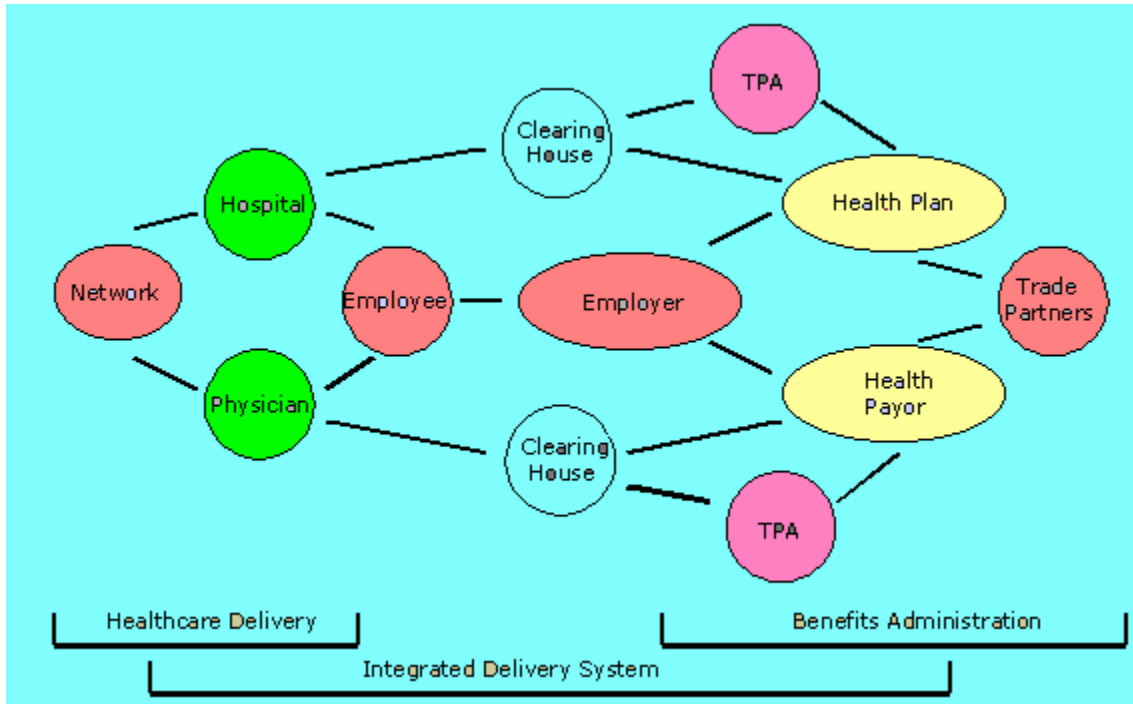 TPA
Clearing
House
Hospital
Health Plan
Network
Employee
Employer
Trade
Partners
Physician
Health
Payor
Clearing
House
TPA
Healthcare Delivery
Benefits Administration
Integrated Delivery System